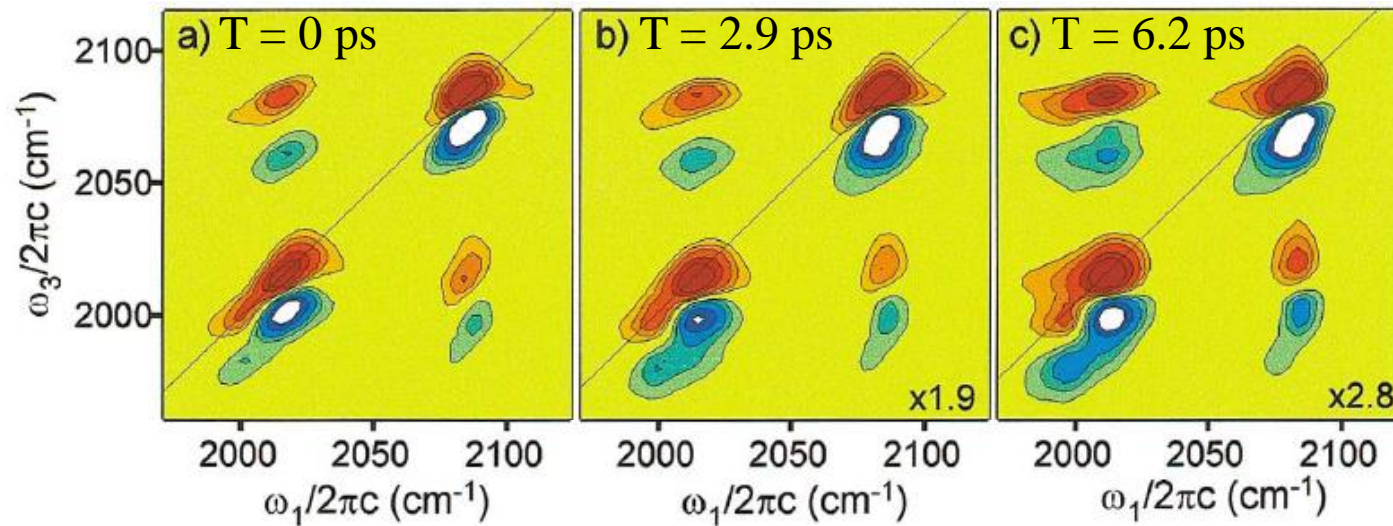 a) T = 0 ps
b) T = 2.9 ps
c) T = 6.2 ps
2100
2050
2000
ω₃/2πc (cm⁻¹)
x1.9
x2.8
2000 2050 2100
2000 2050 2100
2000 2050 2100
ω₁/2πc (cm⁻¹)
ω₁/2πc (cm⁻¹)
ω₁/2πc (cm⁻¹)